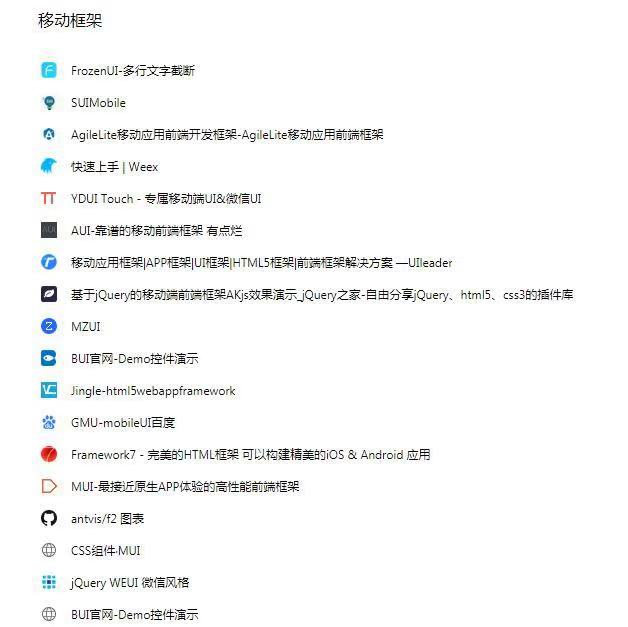 移动框架
FrozenUI-多行文字截断
SUIMobile
AgileLite移动应用前端开发框架-AgileLite移动应用前端框架
快速上手 | Weex
YDUI Touch - 专属移动端UI&微信UI
AUI
AUI-靠谱的移动前端框架 有点烂
移动应用框架|APP框架|UI框架|HTML5框架|前端框架解决方案 —UIleader
基于jQuery的移动端前端框架AKjs效果演示_jQuery之家-自由分享jQuery、html5、css3的插件库
MZUI
BUI官网-Demo控件演示
Jingle-html5webappframework
GMU-mobileUI百度
Framework7 - 完美的HTML框架 可以构建精美的iOS & Android 应用
MUI-最接近原生APP体验的高性能前端框架
antvis/f2 图表
CSS组件·MUI
jQuery WEUI 微信风格
BUI官网-Demo控件演示